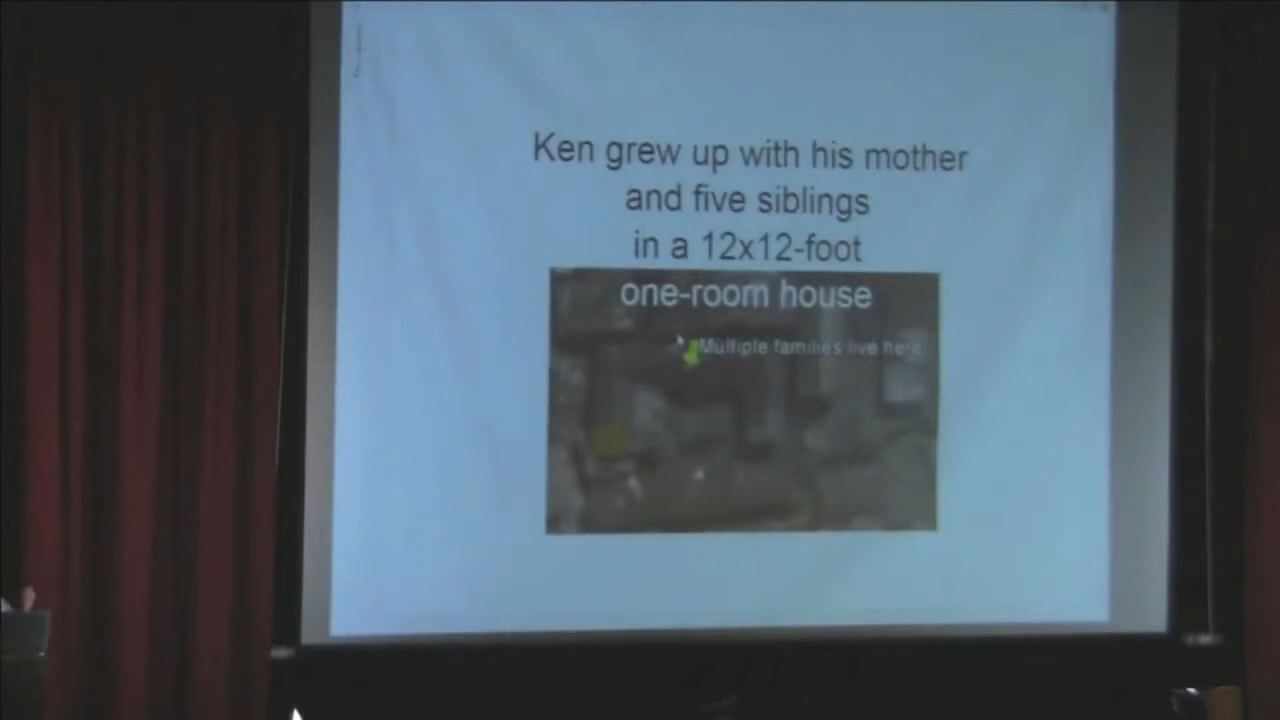 Ken grew up with his mother
and five siblings
in a 12x12-foot
one-room house
Multiple families live here